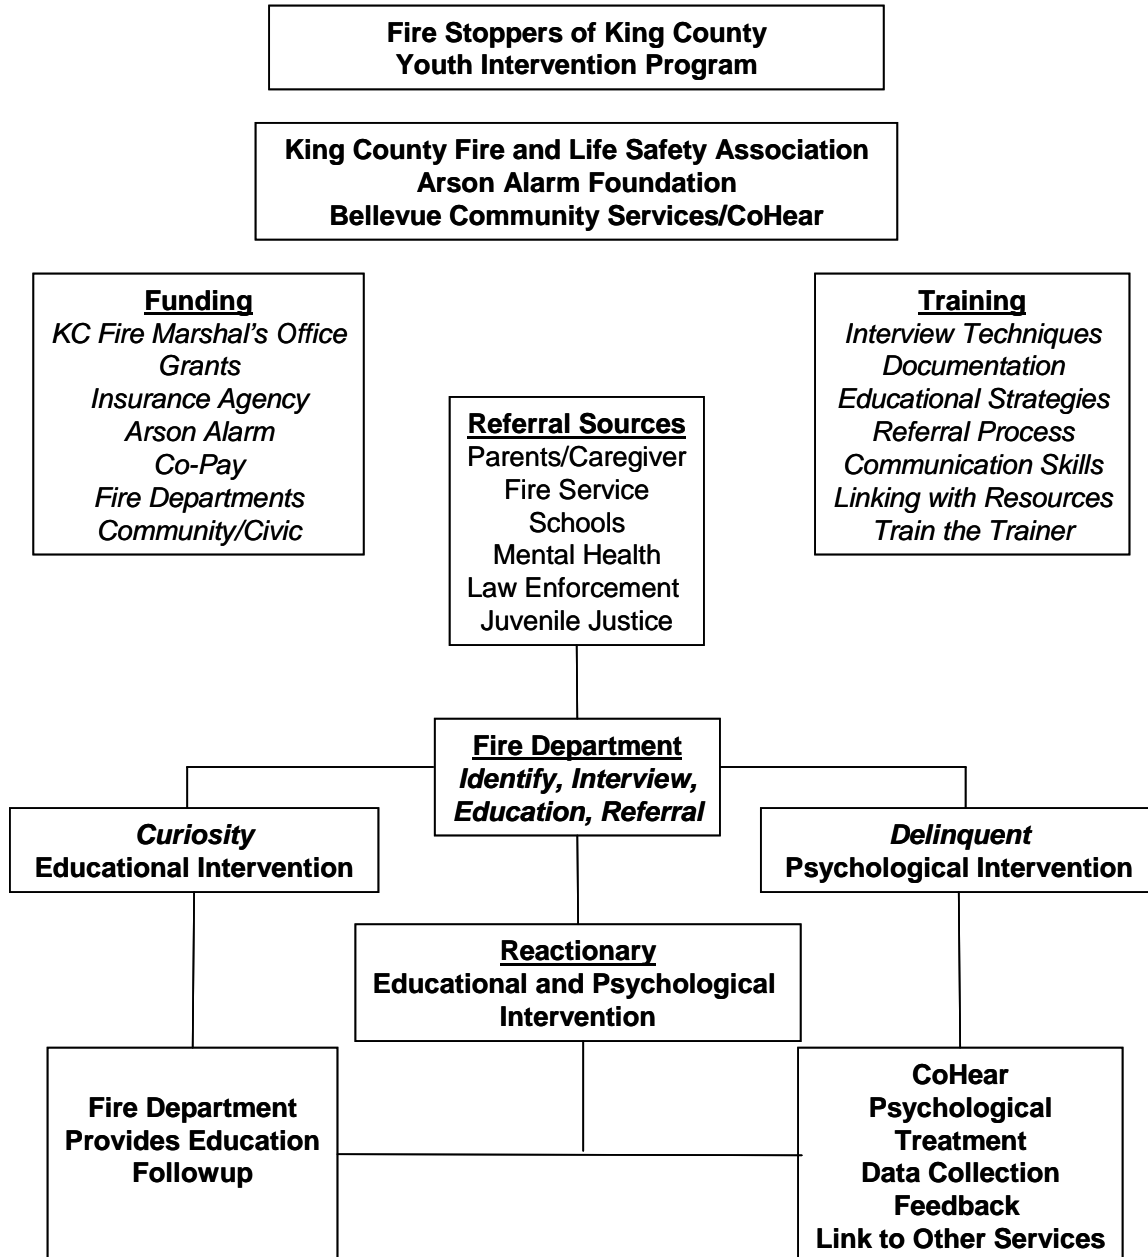 Fire Stoppers of King County
Youth Intervention Program
King County Fire and Life Safety Association
Arson Alarm Foundation
Bellevue Community Services/CoHear
Funding
KC Fire Marshal's Office
Grants
Insurance Agency
Arson Alarm
Co-Pay
Fire Departments
Community/Civic
Referral Sources
Parents/Caregiver
Fire Service
Schools
Mental Health
Law Enforcement
Juvenile Justice
Training
Interview Techniques
Documentation
Educational Strategies
Referral Process
Communication Skills
Linking with Resources
Train the Trainer
Fire Department
Identify, Interview,
Education, Referral
Curiosity
Educational Intervention
Delinquent
Psychological Intervention
Reactionary
Educational and Psychological
Intervention
Fire Department
Provides Education
Followup
CoHear
Psychological
Treatment
Data Collection
Feedback
Link to Other Services